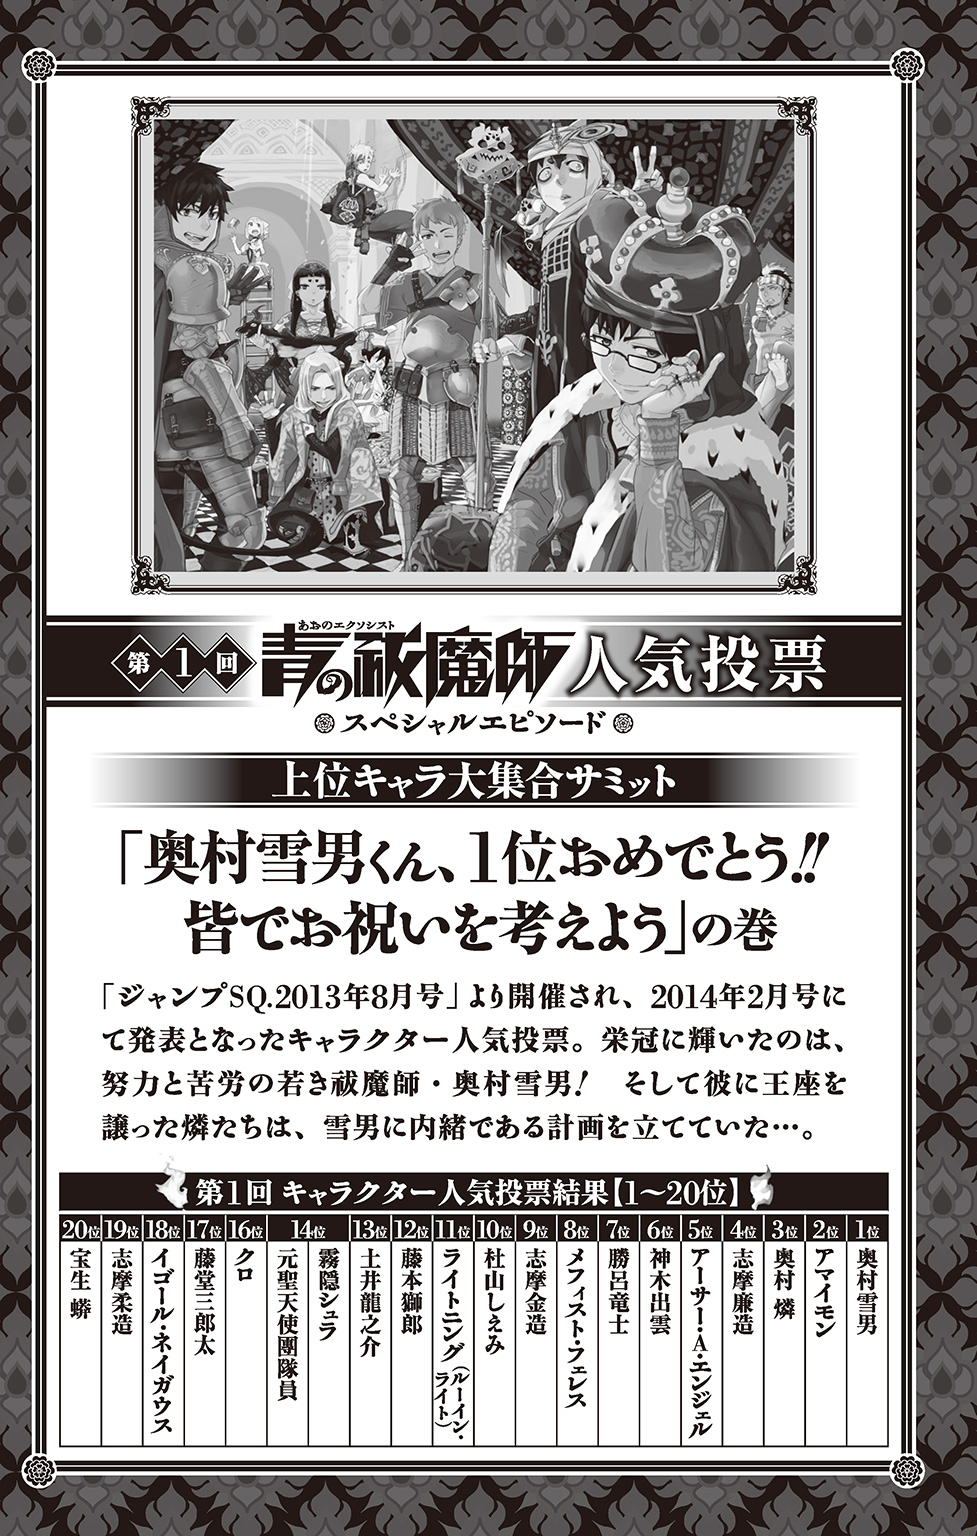 あおのエクソシスト
第1回 青の祓魔師 人気投票
スペシャルエピソード
上位キャラ大集合サミット
「奥村雪男くん、1位おめでとう!!
皆でお祝いを考えよう」の巻
「ジャンプSQ.2013年8月号」より開催され、2014年2月号に
て発表となったキャラクター人気投票。栄冠に輝いたのは、
努力と苦労の若き祓魔師・奥村雪男! そして彼に王座を
譲った燐たちは、雪男に内緒である計画を立てていた…。
第1回 キャラクター人気投票結果【1〜20位】
1位 奥村雪男
2位 アマイモン
3位 奥村 燐
4位 志摩廉造
5位 アーサー・A・エンジェル
6位 神木出雲
7位 勝呂竜士
8位 メフィスト・フェレス
9位 志摩金造
10位 杜山しえみ
11位 ライトニング(ルーイン・ライト)
12位 藤本獅郎
13位 土井龍之介
14位 霧隠シュラ
元聖天使團隊員
16位 クロ
17位 藤堂三郎太
18位 イゴール・ネイガウス
19位 志摩柔造
20位 宝生 蟒